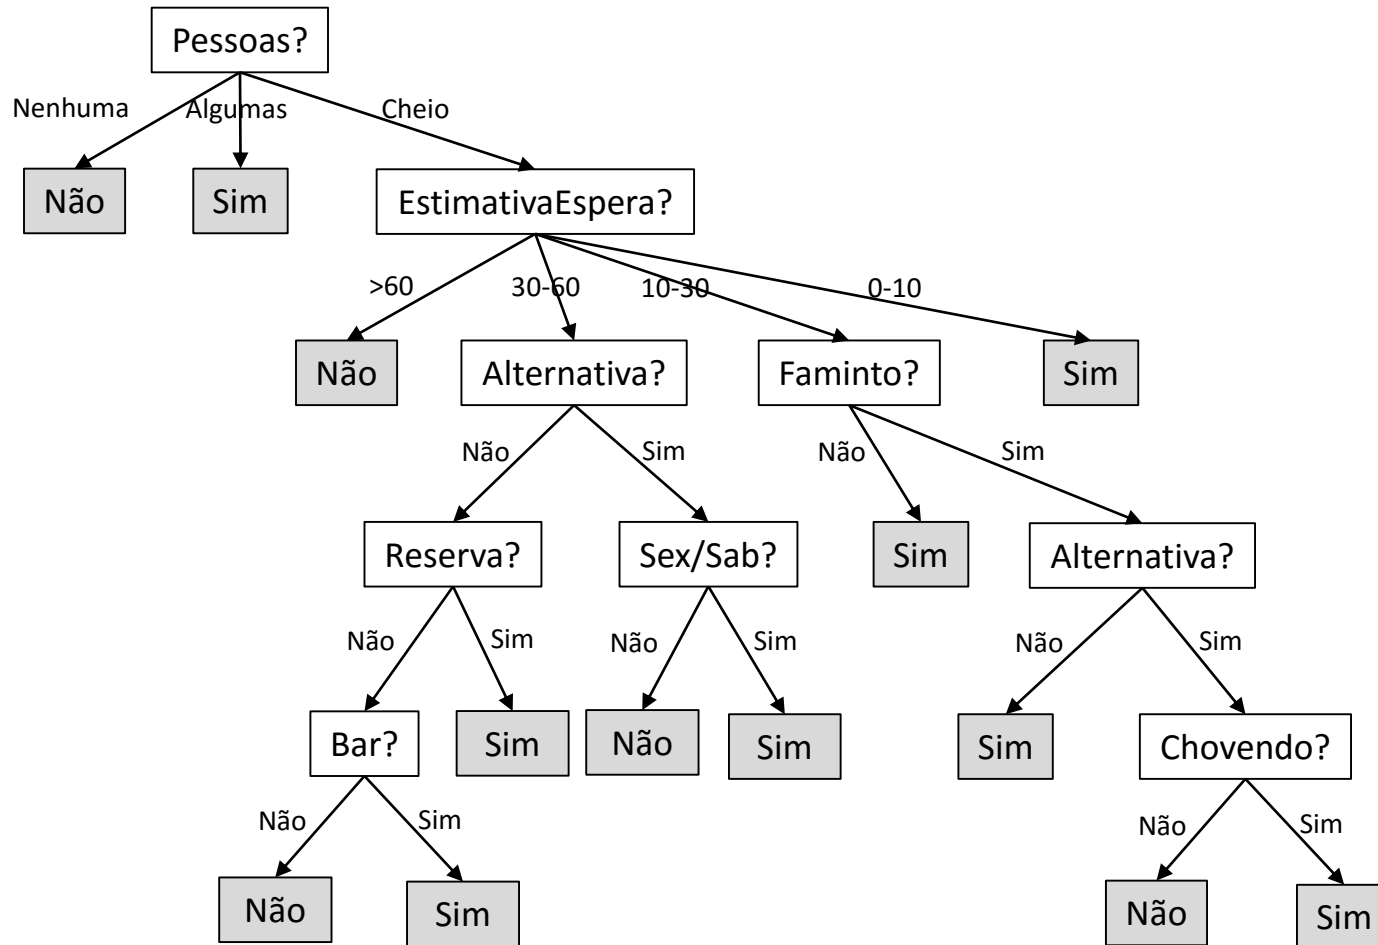 Pessoas?
Nenhuma
Algumas
Cheio
Não
Sim
EstimativaEspera?
>60
30-60
10-30
0-10
Não
Alternativa?
Faminto?
Sim
Não
Sim
Não
Sim
Reserva?
Sex/Sab?
Sim
Alternativa?
Não
Sim
Não
Sim
Não
Sim
Bar?
Sim
Não
Sim
Sim
Chovendo?
Não
Sim
Não
Sim
Não
Sim
Não
Sim